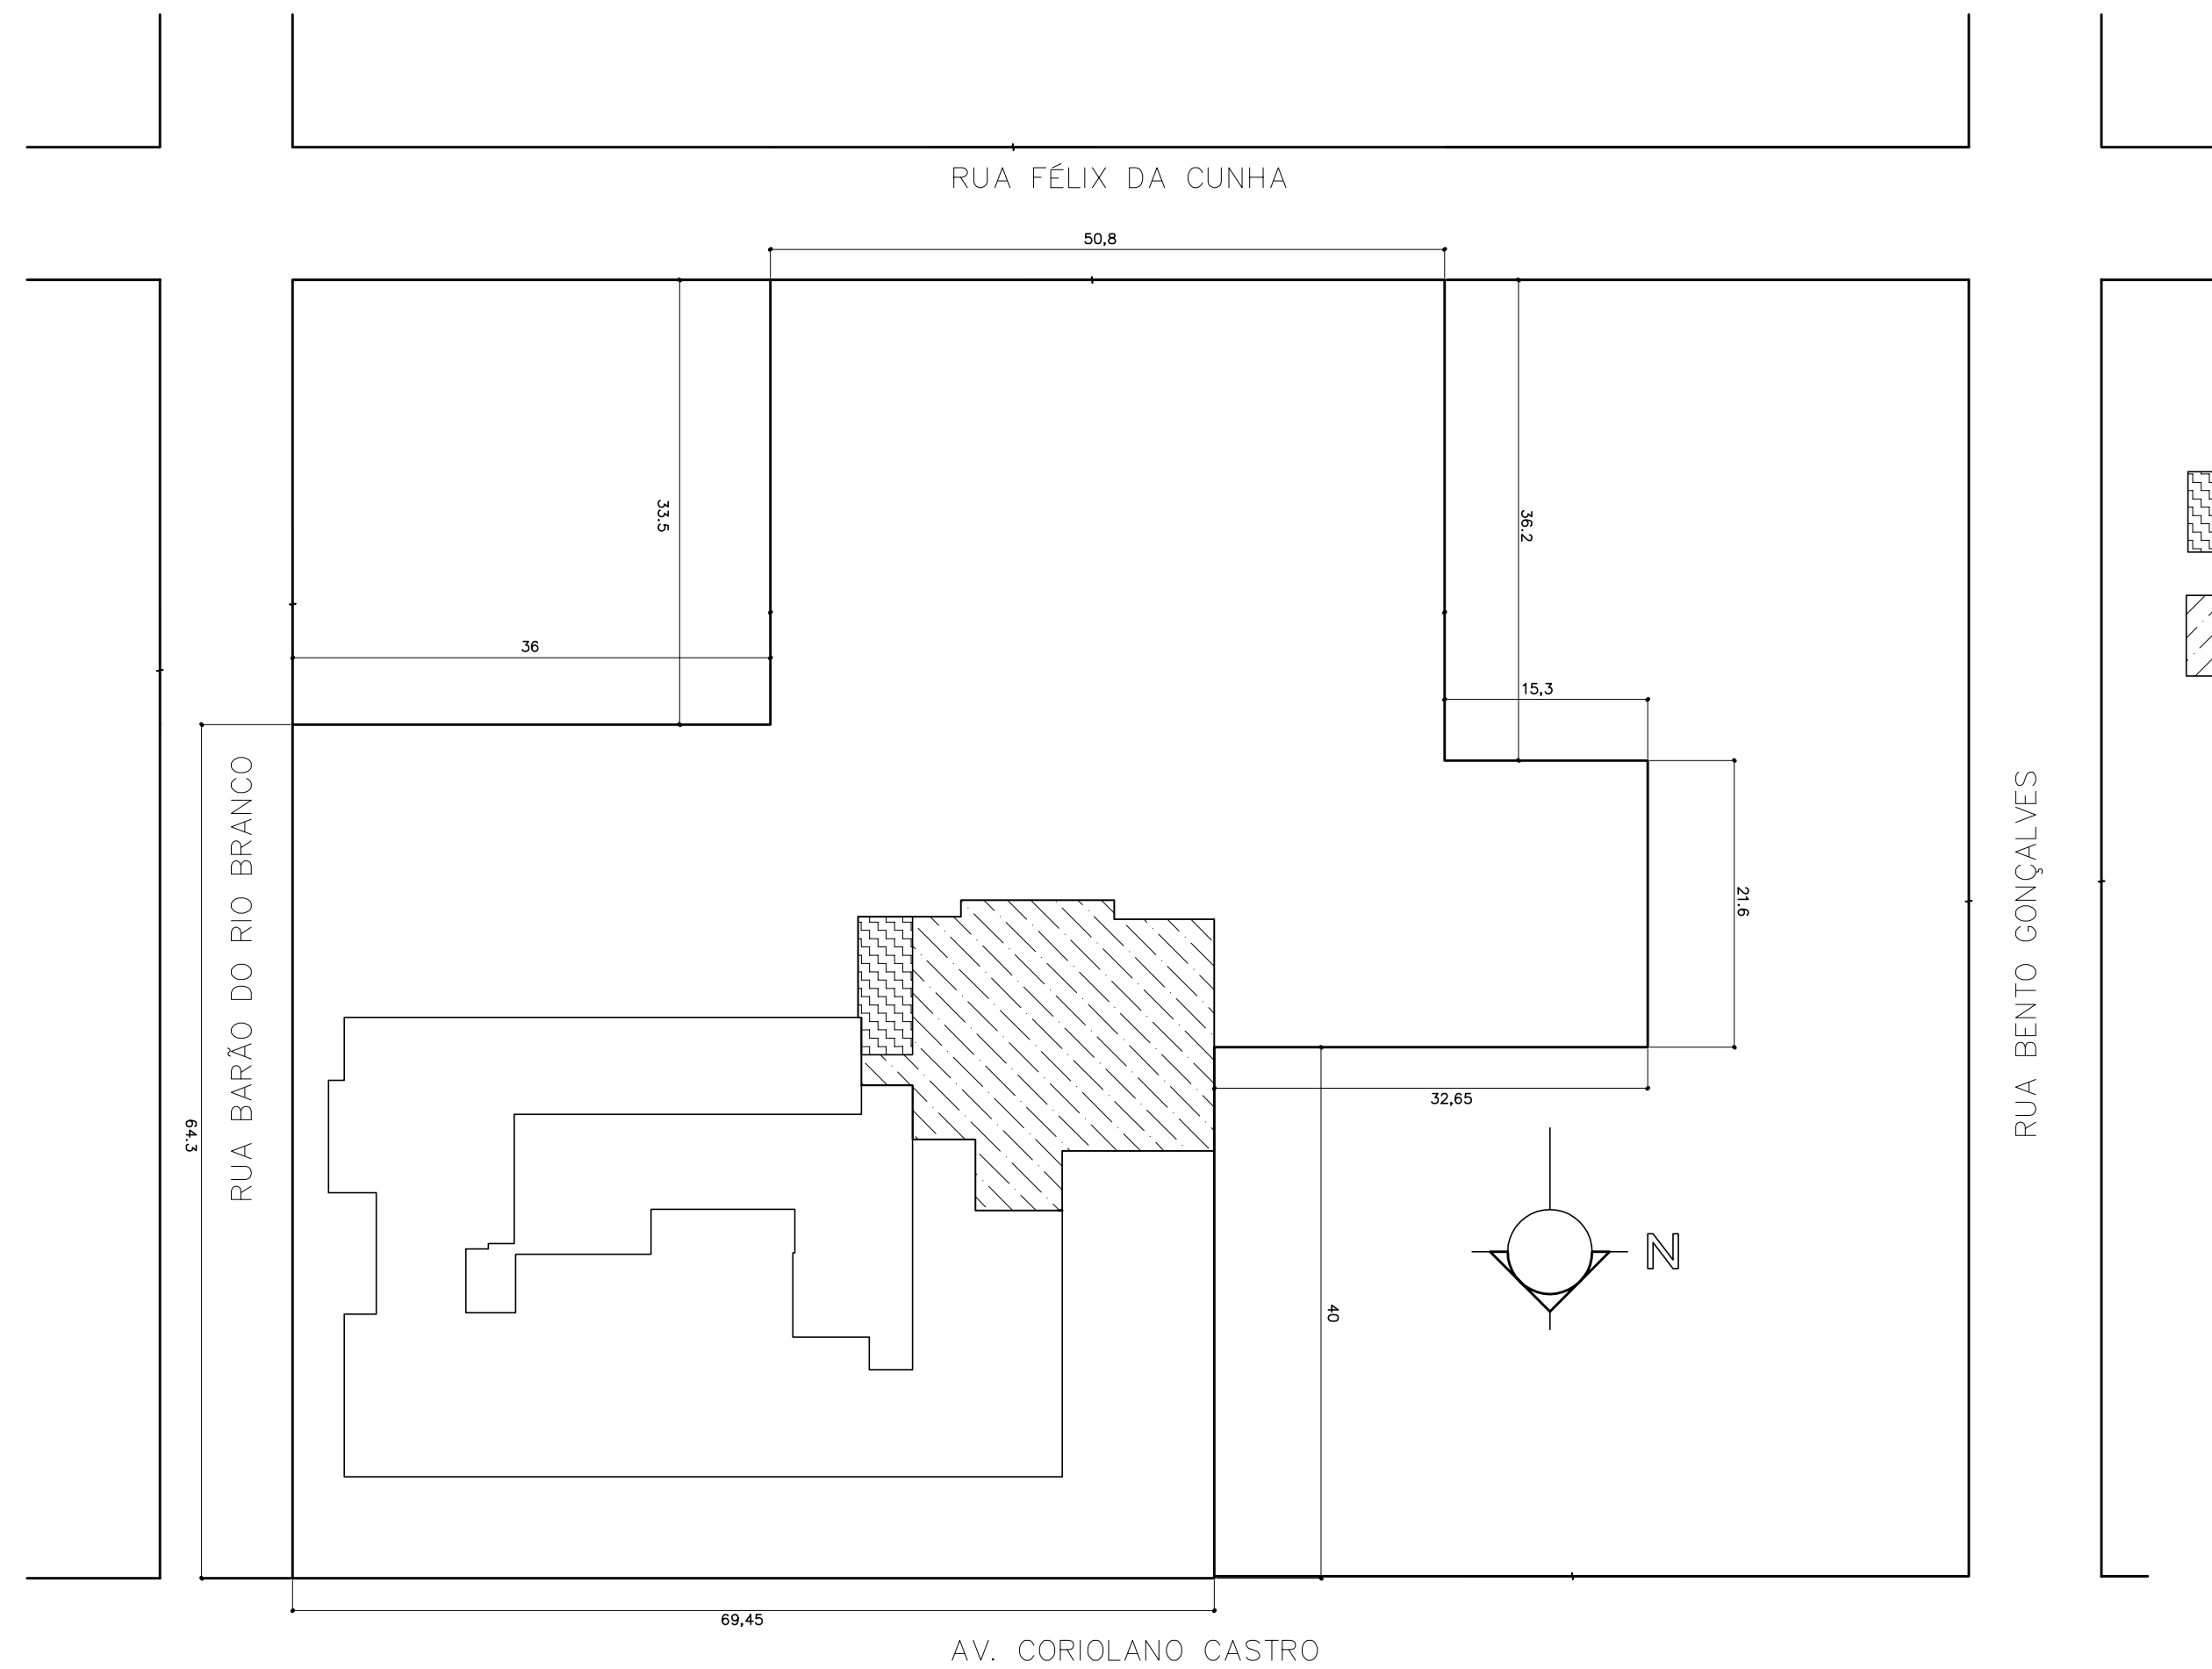 RUA FÉLIX DA CUNHA
50,8
33.5
36.2
36
15,3
21.6
RUA BARÃO DO RIO BRANCO
RUA BENTO GONÇALVES
64.3
32,65
N
40
69,45
AV. CORIOLANO CASTRO